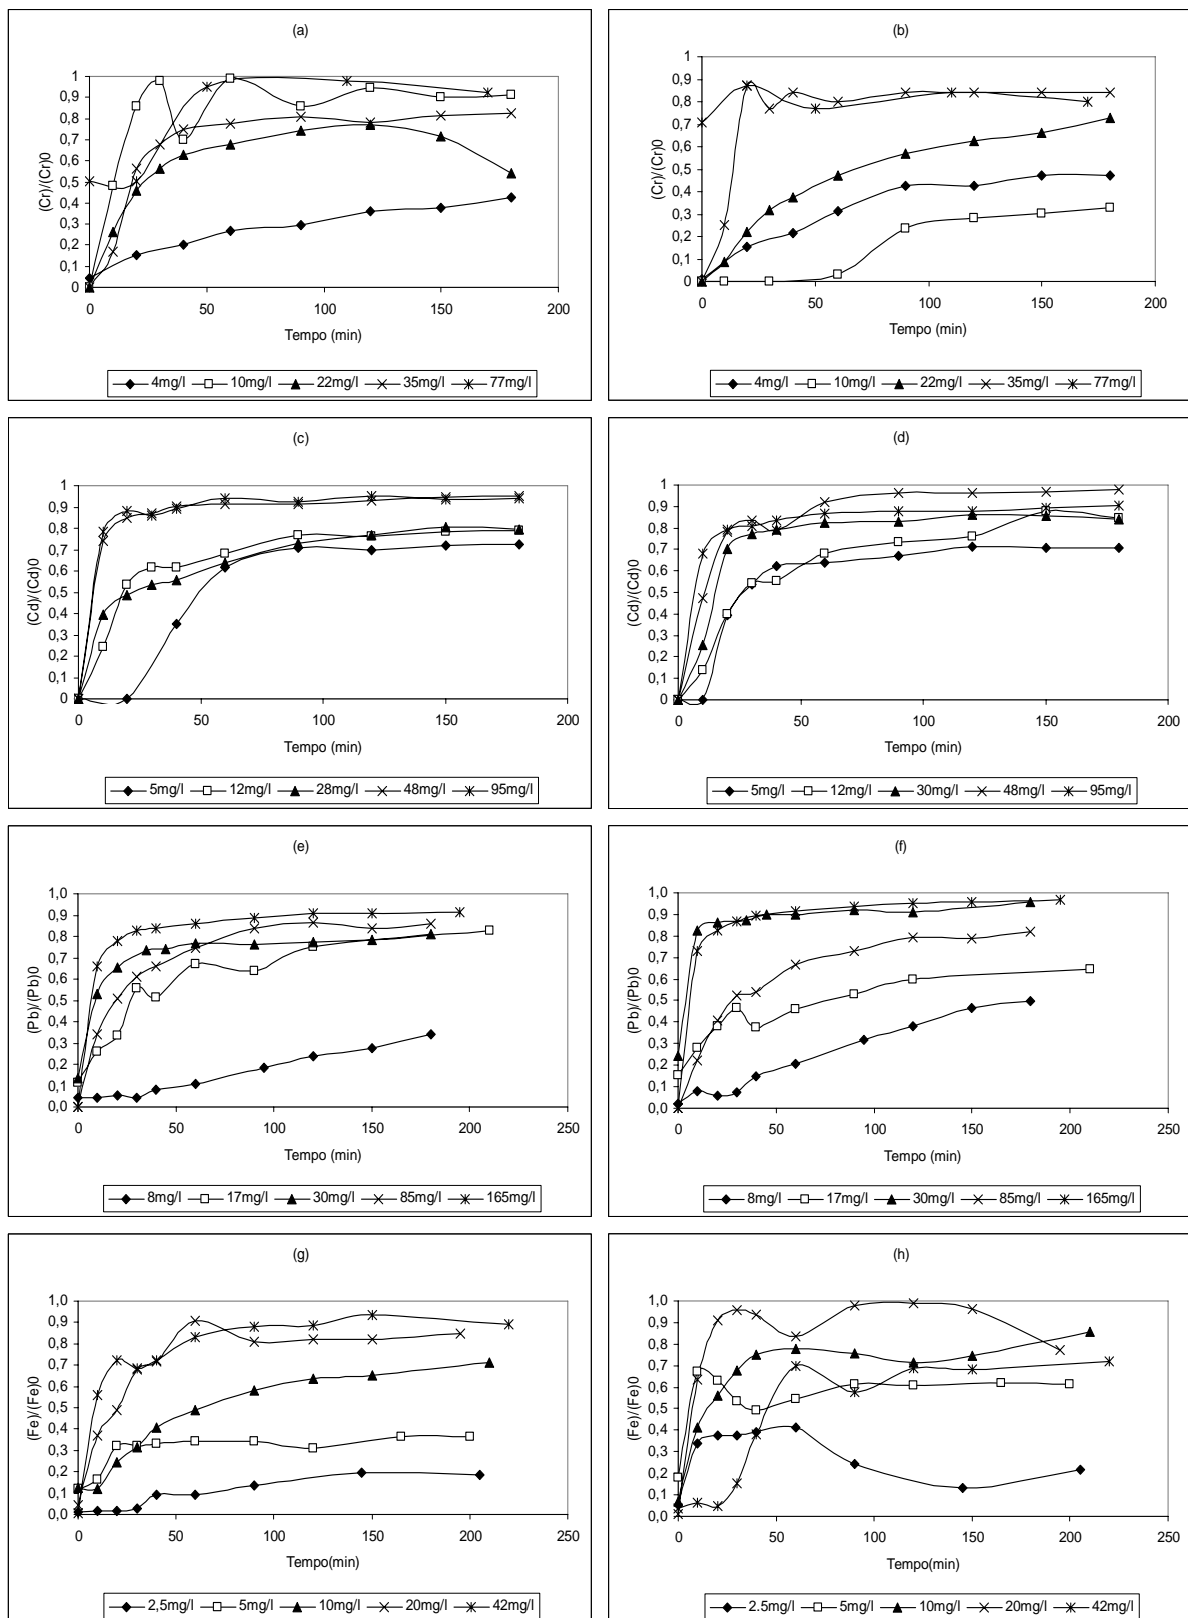 (a)
(Cr)/(Cr)0
1
0,9
0,8
0,7
0,6
0,5
0,4
0,3
0,2
0,1
0
0 50 100 150 200
Tempo (min)
4mg/l 10mg/l 22mg/l 35mg/l 77mg/l
(b)
(Cr)/(Cr)0
1
0,9
0,8
0,7
0,6
0,5
0,4
0,3
0,2
0,1
0
0 50 100 150 200
Tempo (min)
4mg/l 10mg/l 22mg/l 35mg/l 77mg/l
(c)
(Cd)/(Cd)0
1
0,9
0,8
0,7
0,6
0,5
0,4
0,3
0,2
0,1
0
0 50 100 150 200
Tempo (min)
5mg/l 12mg/l 28mg/l 48mg/l 95mg/l
(d)
(Cd)/(Cd)0
1
0,9
0,8
0,7
0,6
0,5
0,4
0,3
0,2
0,1
0
0 50 100 150 200
Tempo (min)
5mg/l 12mg/l 30mg/l 48mg/l 95mg/l
(e)
(Pb)/(Pb)0
1,0
0,9
0,8
0,7
0,6
0,5
0,4
0,3
0,2
0,1
0,0
0 50 100 150 200 250
Tempo (min)
8mg/l 17mg/l 30mg/l 85mg/l 165mg/l
(f)
(Pb)/(Pb)0
1,0
0,9
0,8
0,7
0,6
0,5
0,4
0,3
0,2
0,1
0,0
0 50 100 150 200 250
Tempo (min)
8mg/l 17mg/l 30mg/l 85mg/l 165mg/l
(g)
(Fe)/(Fe)0
1,0
0,9
0,8
0,7
0,6
0,5
0,4
0,3
0,2
0,1
0,0
0 50 100 150 200 250
Tempo(min)
2,5mg/l 5mg/l 10mg/l 20mg/l 42mg/l
(h)
(Fe)/(Fe)0
1,0
0,9
0,8
0,7
0,6
0,5
0,4
0,3
0,2
0,1
0,0
0 50 100 150 200 250
Tempo(min)
2.5mg/l 5mg/l 10mg/l 20mg/l 42mg/l